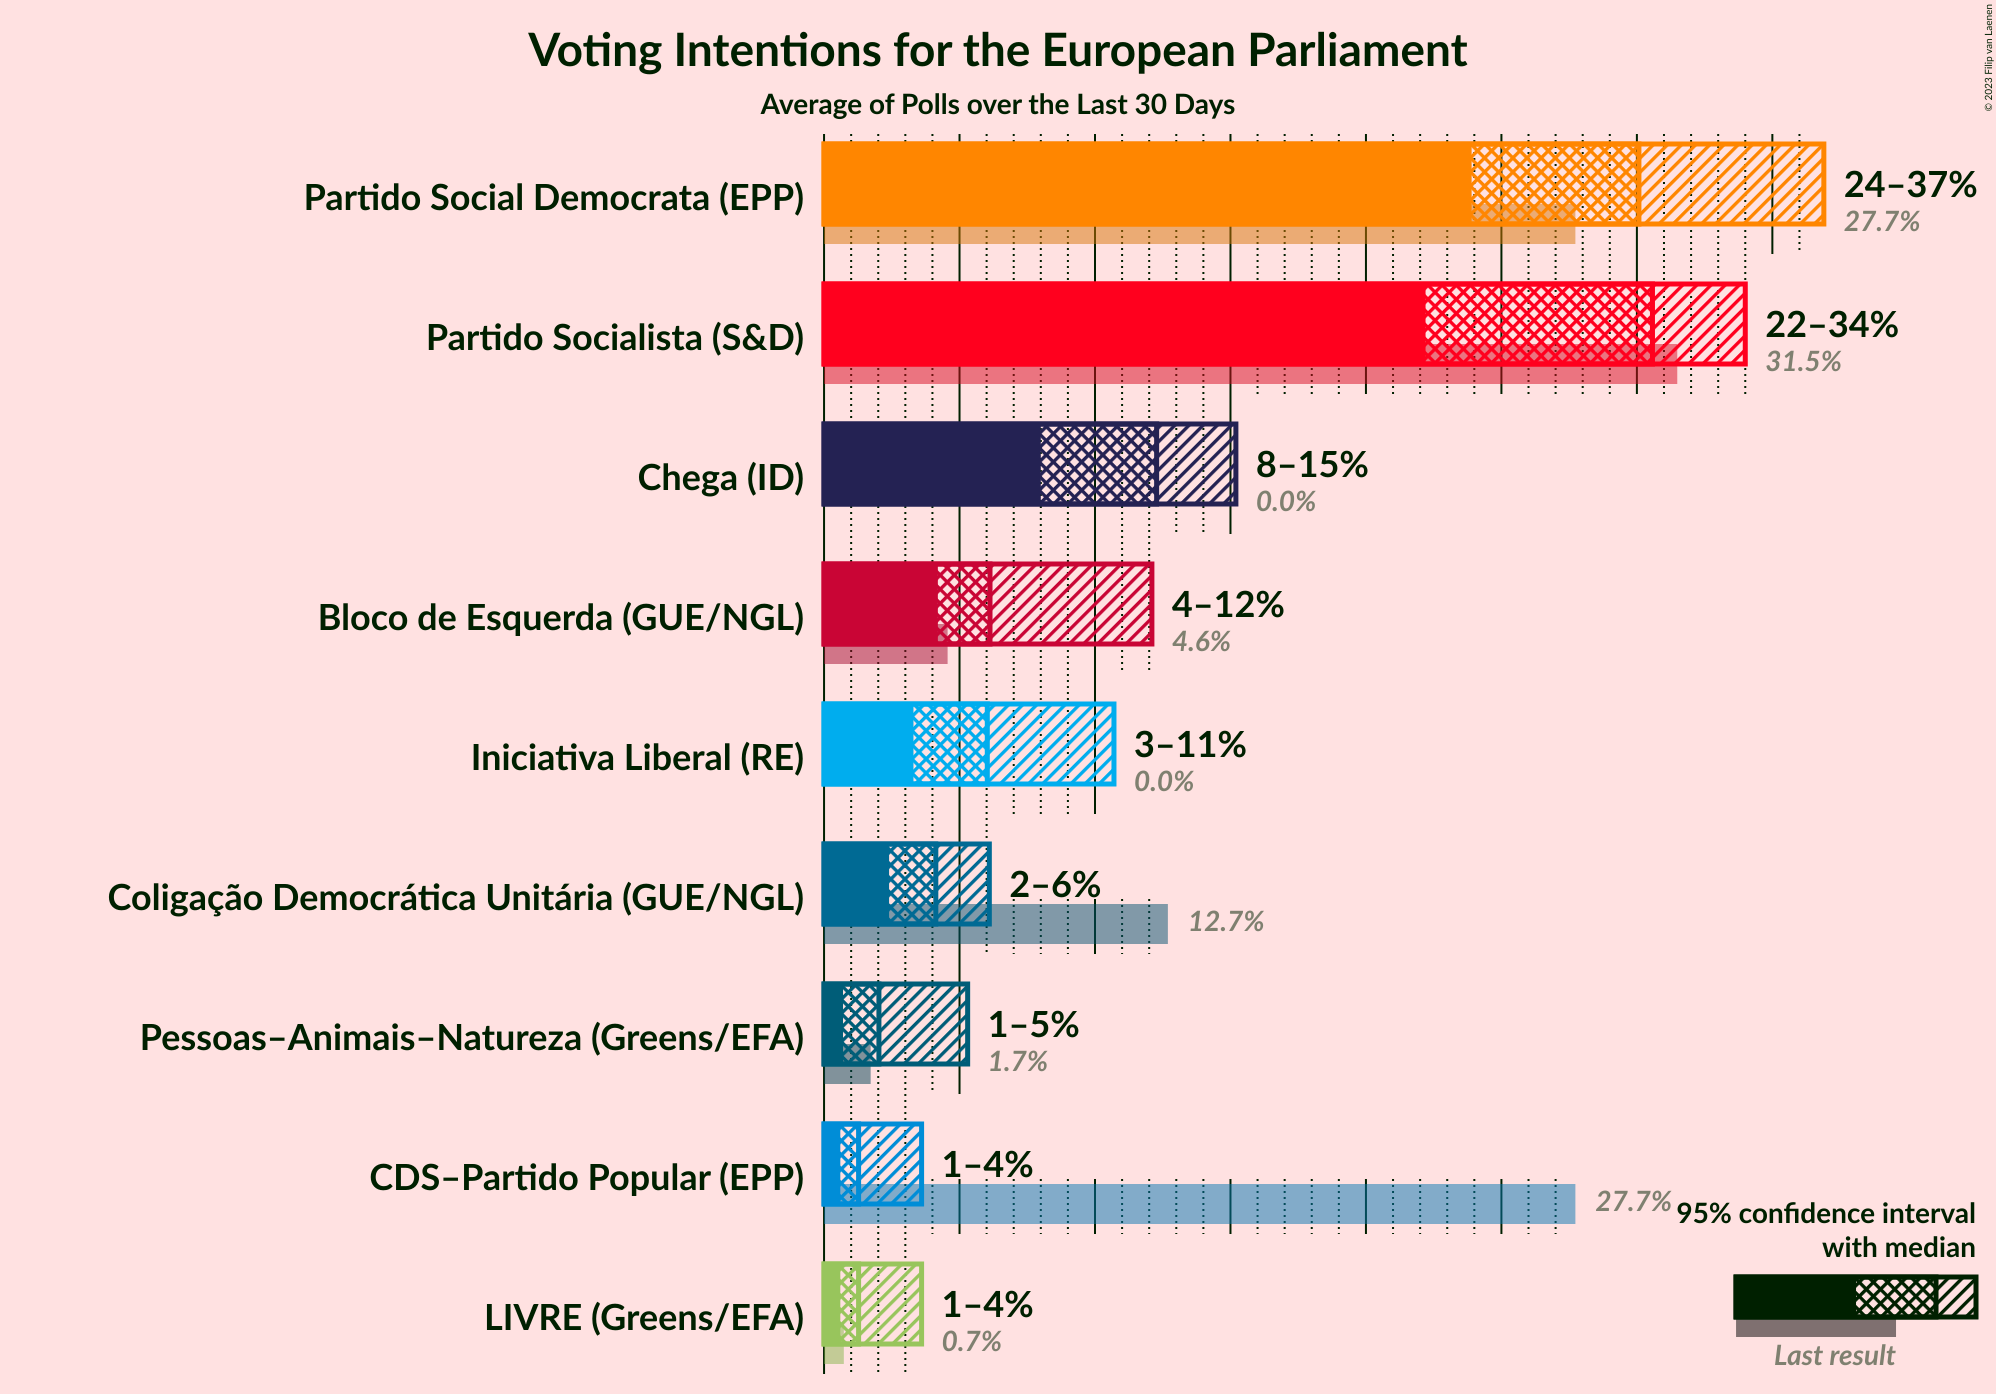 Voting Intentions for the European Parliament
Average of Polls over the Last 30 Days
© 2023 Filip van Laenen
Partido Social Democrata (EPP)
24–37%
27.7%
Partido Socialista (S&D)
22–34%
31.5%
Chega (ID)
8–15%
0.0%
Bloco de Esquerda (GUE/NGL)
4–12%
4.6%
Iniciativa Liberal (RE)
3–11%
0.0%
Coligação Democrática Unitária (GUE/NGL)
2–6%
12.7%
Pessoas–Animais–Natureza (Greens/EFA)
1–5%
1.7%
CDS–Partido Popular (EPP)
1–4%
27.7%
LIVRE (Greens/EFA)
1–4%
0.7%
95% confidence interval
with median
Last result